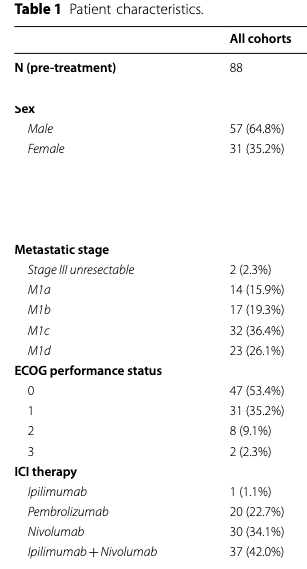 Table 1 Patient characteristics.
All cohorts
N (pre-treatment) 88
Sex
Male 57 (64.8%)
Female 31 (35.2%)
Metastatic stage
Stage III unresectable 2 (2.3%)
M1a 14 (15.9%)
M1b 17 (19.3%)
M1c 32 (36.4%)
M1d 23 (26.1%)
ECOG performance status
0 47 (53.4%)
1 31 (35.2%)
2 8 (9.1%)
3 2 (2.3%)
ICI therapy
Ipilimumab 1 (1.1%)
Pembrolizumab 20 (22.7%)
Nivolumab 30 (34.1%)
Ipilimumab + Nivolumab 37 (42.0%)